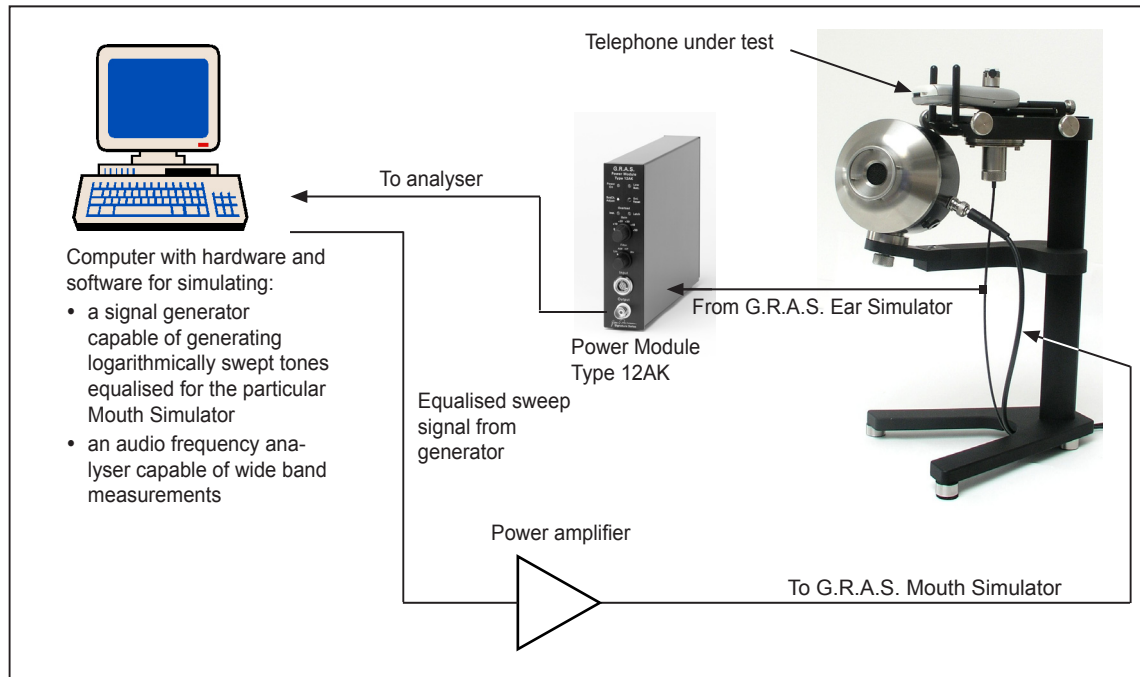 Telephone under test
To analyser
G.R.A.S.
Power Module
Type 12AK
Input
Output
From G.R.A.S. Ear Simulator
Power Module
Type 12AK
Computer with hardware and
software for simulating:
• a signal generator
capable of generating
logarithmically swept tones
equalised for the particular
Mouth Simulator
• an audio frequency ana-
lyser capable of wide band
measurements
Equalised sweep
signal from
generator
Power amplifier
To G.R.A.S. Mouth Simulator